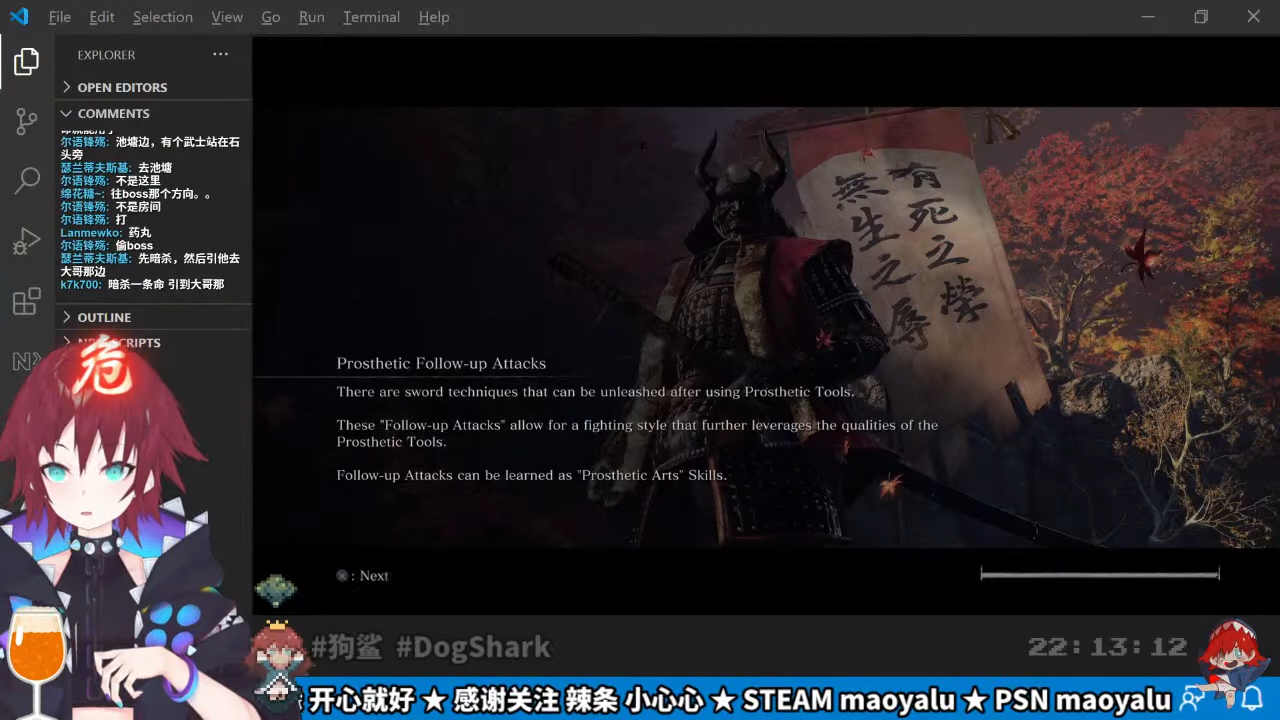 File Edit Selection View Go Run Terminal Help
EXPLORER
OPEN EDITORS
COMMENTS
尔语锋殇: 池塘边，有个武士站在石
头旁
瑟兰蒂夫斯基: 去池塘
尔语锋殇: 不是这里
绵花糖~: 往boss那个方向。。
尔语锋殇: 不是房间
尔语锋殇: 打
Lanmewko: 药丸
尔语锋殇: 偷boss
瑟兰蒂夫斯基: 先暗杀，然后引他去
大哥那边
k7k700: 暗杀一条命 引到大哥那
OUTLINE
SCRIPTS
危
有死之榮
無生之辱
Prosthetic Follow-up Attacks
There are sword techniques that can be unleashed after using Prosthetic Tools.
These "Follow-up Attacks" allow for a fighting style that further leverages the qualities of the
Prosthetic Tools.
Follow-up Attacks can be learned as "Prosthetic Arts" Skills.
: Next
#狗鲨 #DogShark
22:13:12
开心就好 ★ 感谢关注 辣条 小心心 ★ STEAM maoyalu ★ PSN maoyalu